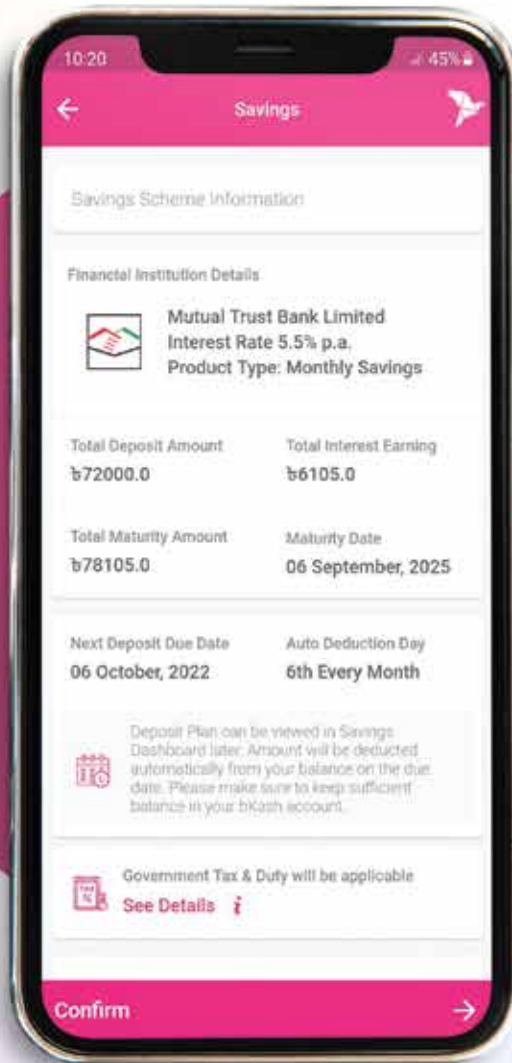 10:20
45%
Savings
Savings Scheme Information
Financial Institution Details
Mutual Trust Bank Limited
Interest Rate 5.5% p.a.
Product Type: Monthly Savings
Total Deposit Amount
Total Interest Earning
৳72000.0
৳6105.0
Total Maturity Amount
Maturity Date
৳78105.0
06 September, 2025
Next Deposit Due Date
Auto Deduction Day
06 October, 2022
6th Every Month
Deposit Plan can be viewed in Savings
Dashboard later. Amount will be deducted
automatically from your balance on the due
date. Please make sure to keep sufficient
balance in your bKash account.
Government Tax & Duty will be applicable
See Details i
Confirm